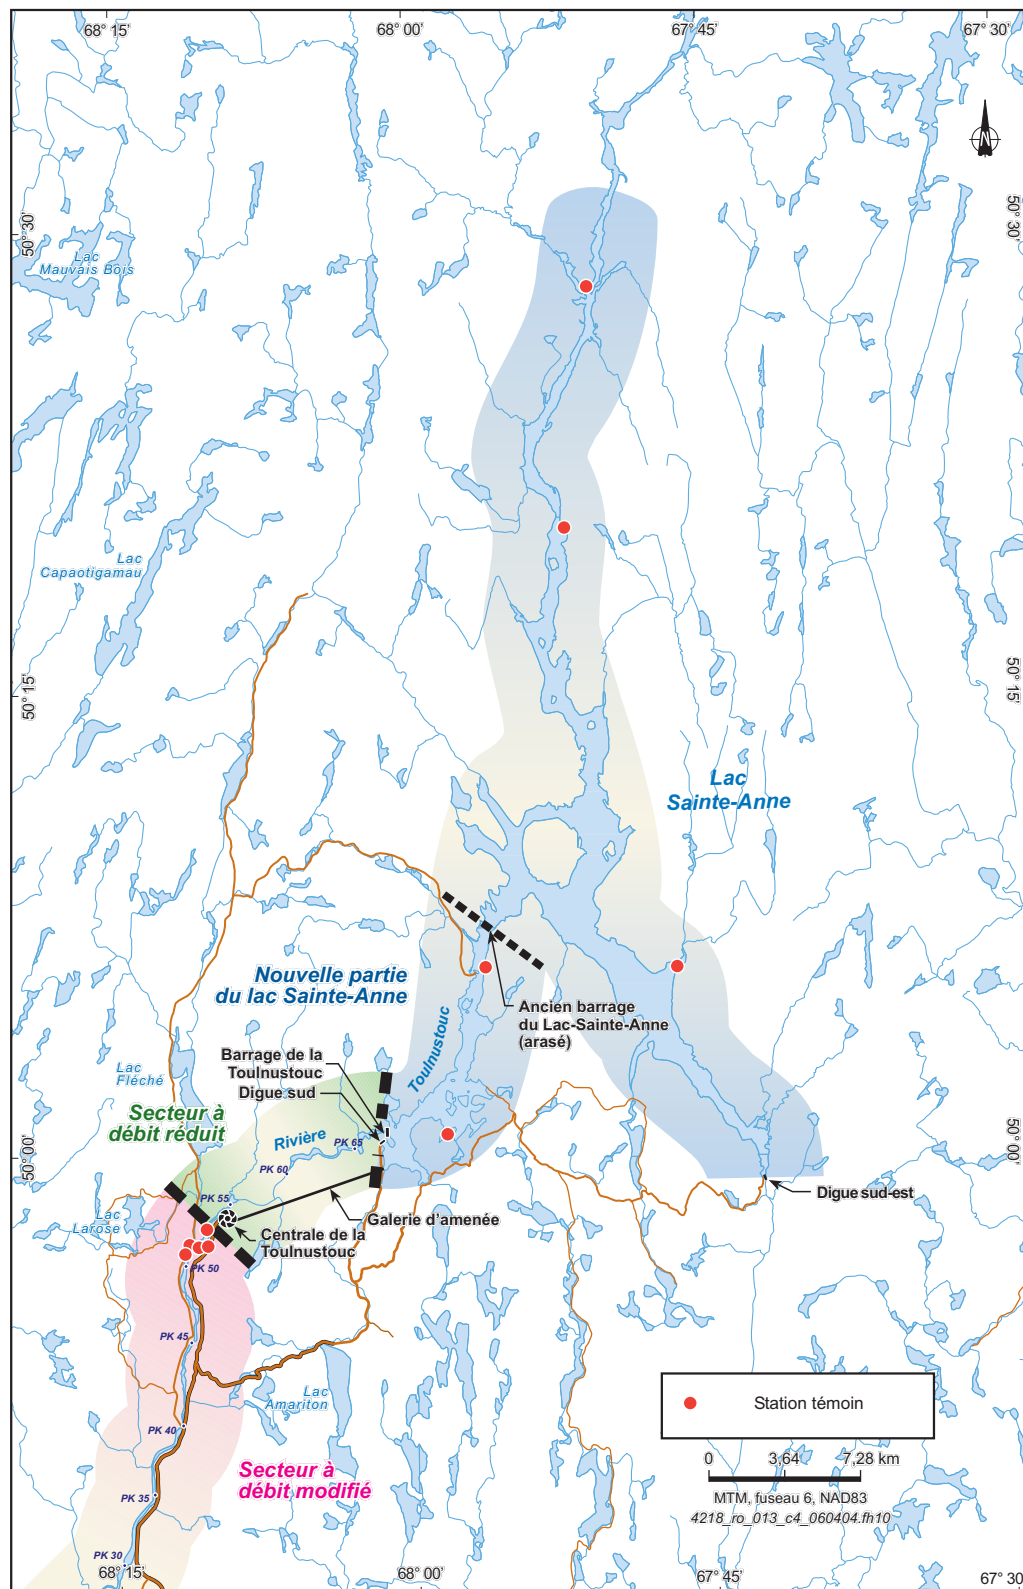 68° 15'
68° 00'
67° 45'
67° 30'
N
50° 30'
50° 30'
Lac
Mauvais Bois
Lac
Capaotigamau
50° 15'
50° 15'
Lac
Sainte-Anne
Nouvelle partie
du lac Sainte-Anne
Ancien barrage
du Lac-Sainte-Anne
(arasé)
Toulnustouc
Barrage de la
Toulnustouc
Digue sud
Lac
Fléché
Secteur à
débit réduit
Rivière
PK 65
PK 60
50° 00'
50° 00'
PK 55
Digue sud-est
Lac
Larose
Galerie d'amenée
Centrale de la
Toulnustouc
PK 50
PK 45
Lac
Amariton
Station témoin
PK 40
0 3,64 7,28 km
Secteur à
débit modifié
PK 35
MTM, fuseau 6, NAD83
4218_ro_013_c4_060404.fh10
PK 30
68° 15'
68° 00'
67° 45'
67° 30